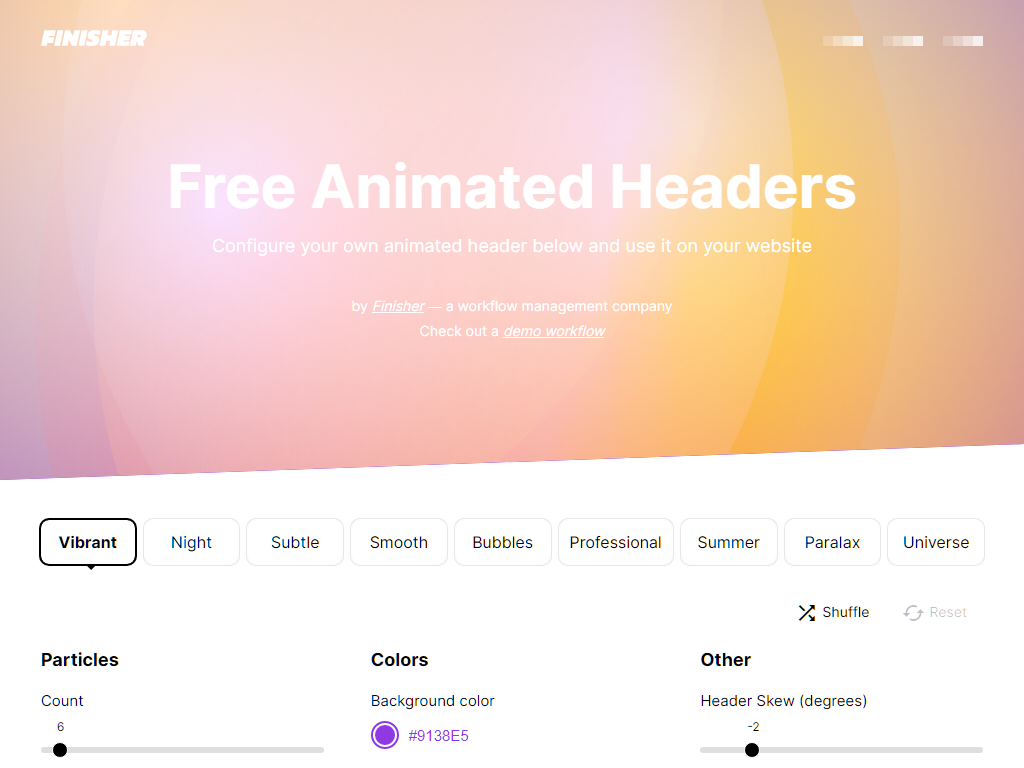 FINISHER
Free Animated Headers
Configure your own animated header below and use it on your website
by Finisher — a workflow management company
Check out a demo workflow
Vibrant
Night
Subtle
Smooth
Bubbles
Professional
Summer
Paralax
Universe
Shuffle
Reset
Particles
Colors
Other
Count
Background color
Header Skew (degrees)
6
-2
#9138E5